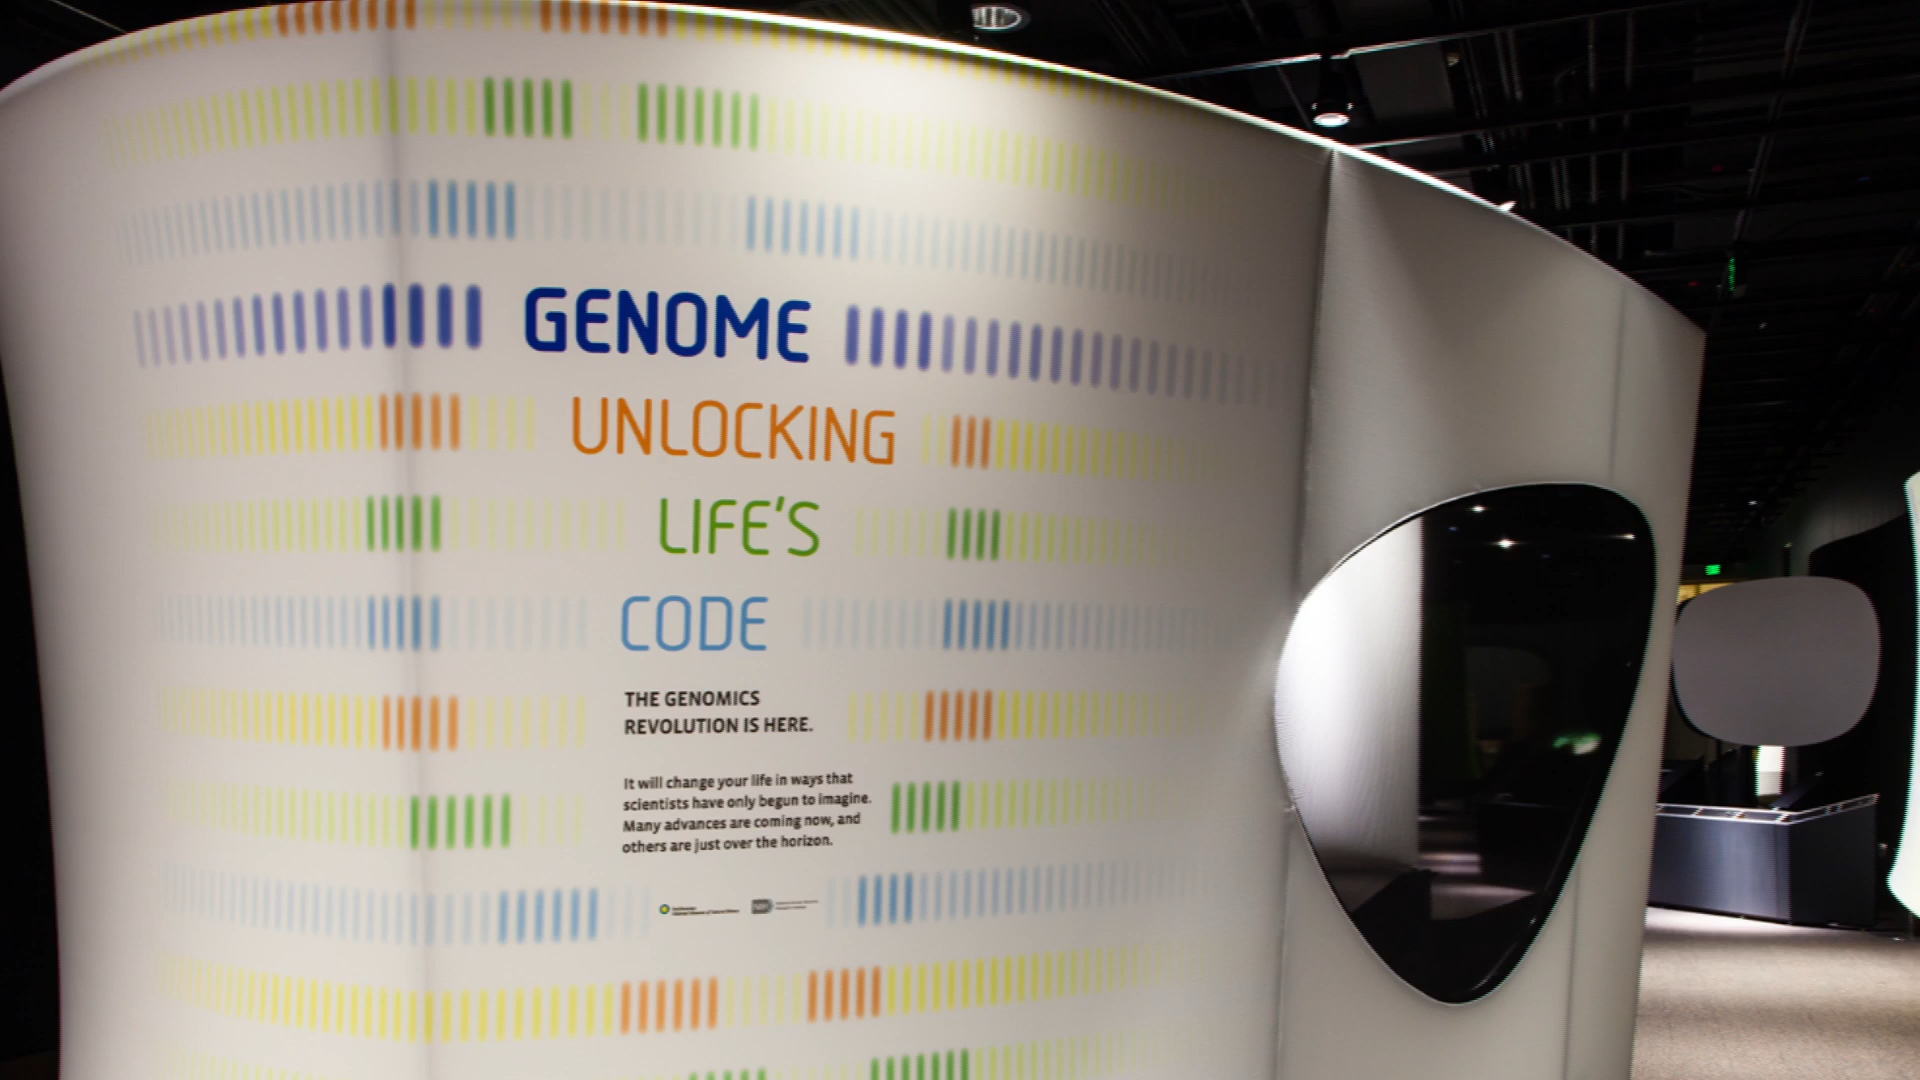 GENOME
UNLOCKING
LIFE'S
CODE
THE GENOMICS
REVOLUTION IS HERE.
It will change your life in ways that
scientists have only begun to imagine.
Many advances are coming now, and
others are just over the horizon.